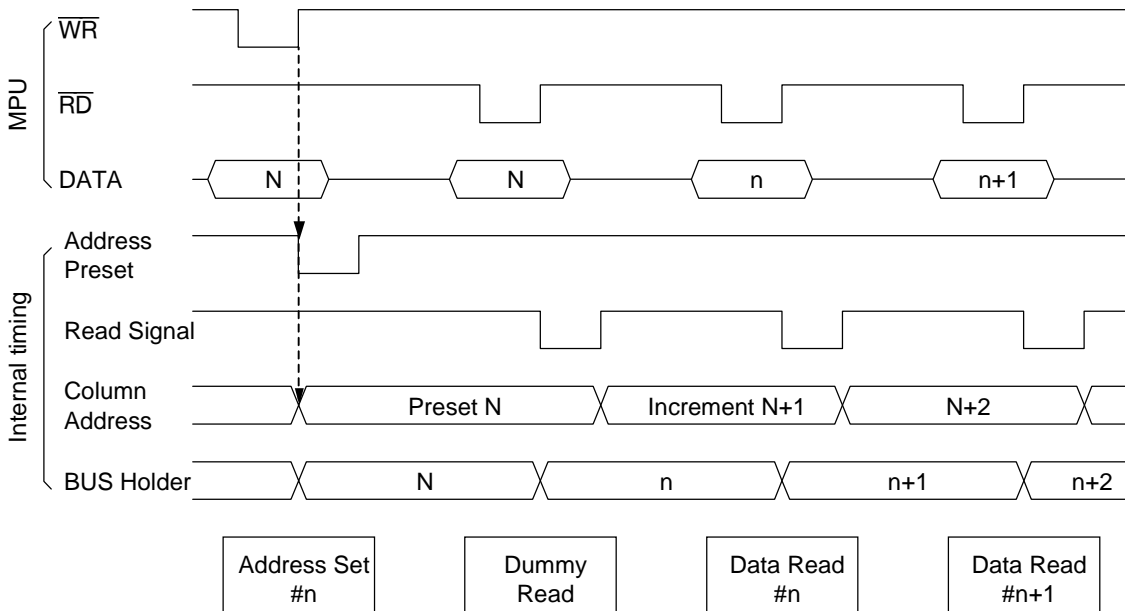 MPU
WR
RD
DATA N N n n+1
Internal timing
Address
Preset
Read Signal
Column
Address
Preset N Increment N+1 N+2
BUS Holder N n n+1 n+2
Address Set
#n
Dummy
Read
Data Read
#n
Data Read
#n+1